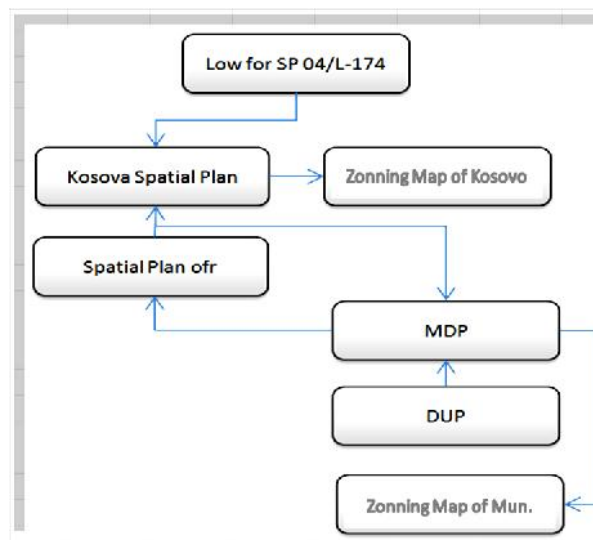 Low for SP 04/L-174
Kosova Spatial Plan
Zonning Map of Kosovo
Spatial Plan ofr
MDP
DUP
Zonning Map of Mun.